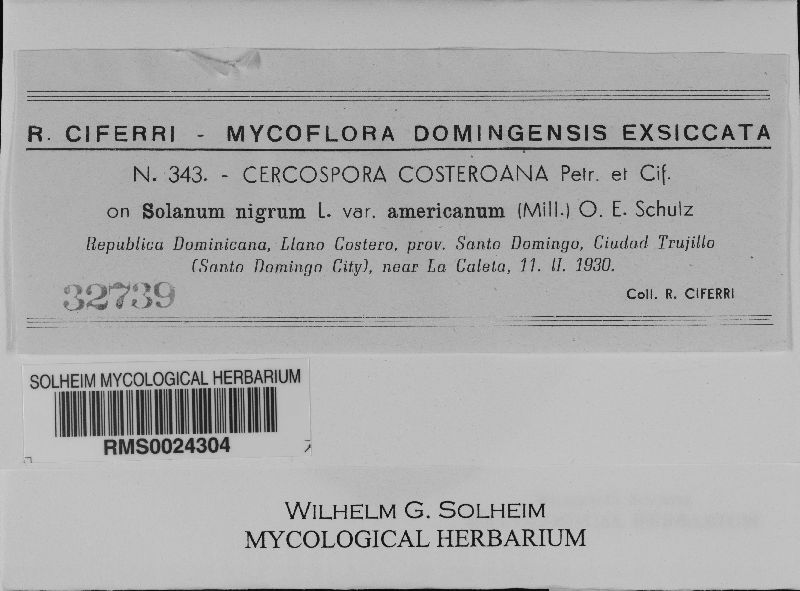 R. CIFERRI - MYCOFLORA DOMINGENSIS EXSICCATA
N. 343. - CERCOSPORA COSTEROANA Petr. et Cif.
on Solanum nigrum L. var. americanum (Mill.) O. E. Schulz
Republica Dominicana, Llano Costero, prov. Santo Domingo, Ciudad Trujillo
(Santo Domingo City), near La Caleta, 11. II. 1930.
32739
Coll. R. CIFERRI
SOLHEIM MYCOLOGICAL HERBARIUM
RMS0024304
WILHELM G. SOLHEIM
MYCOLOGICAL HERBARIUM